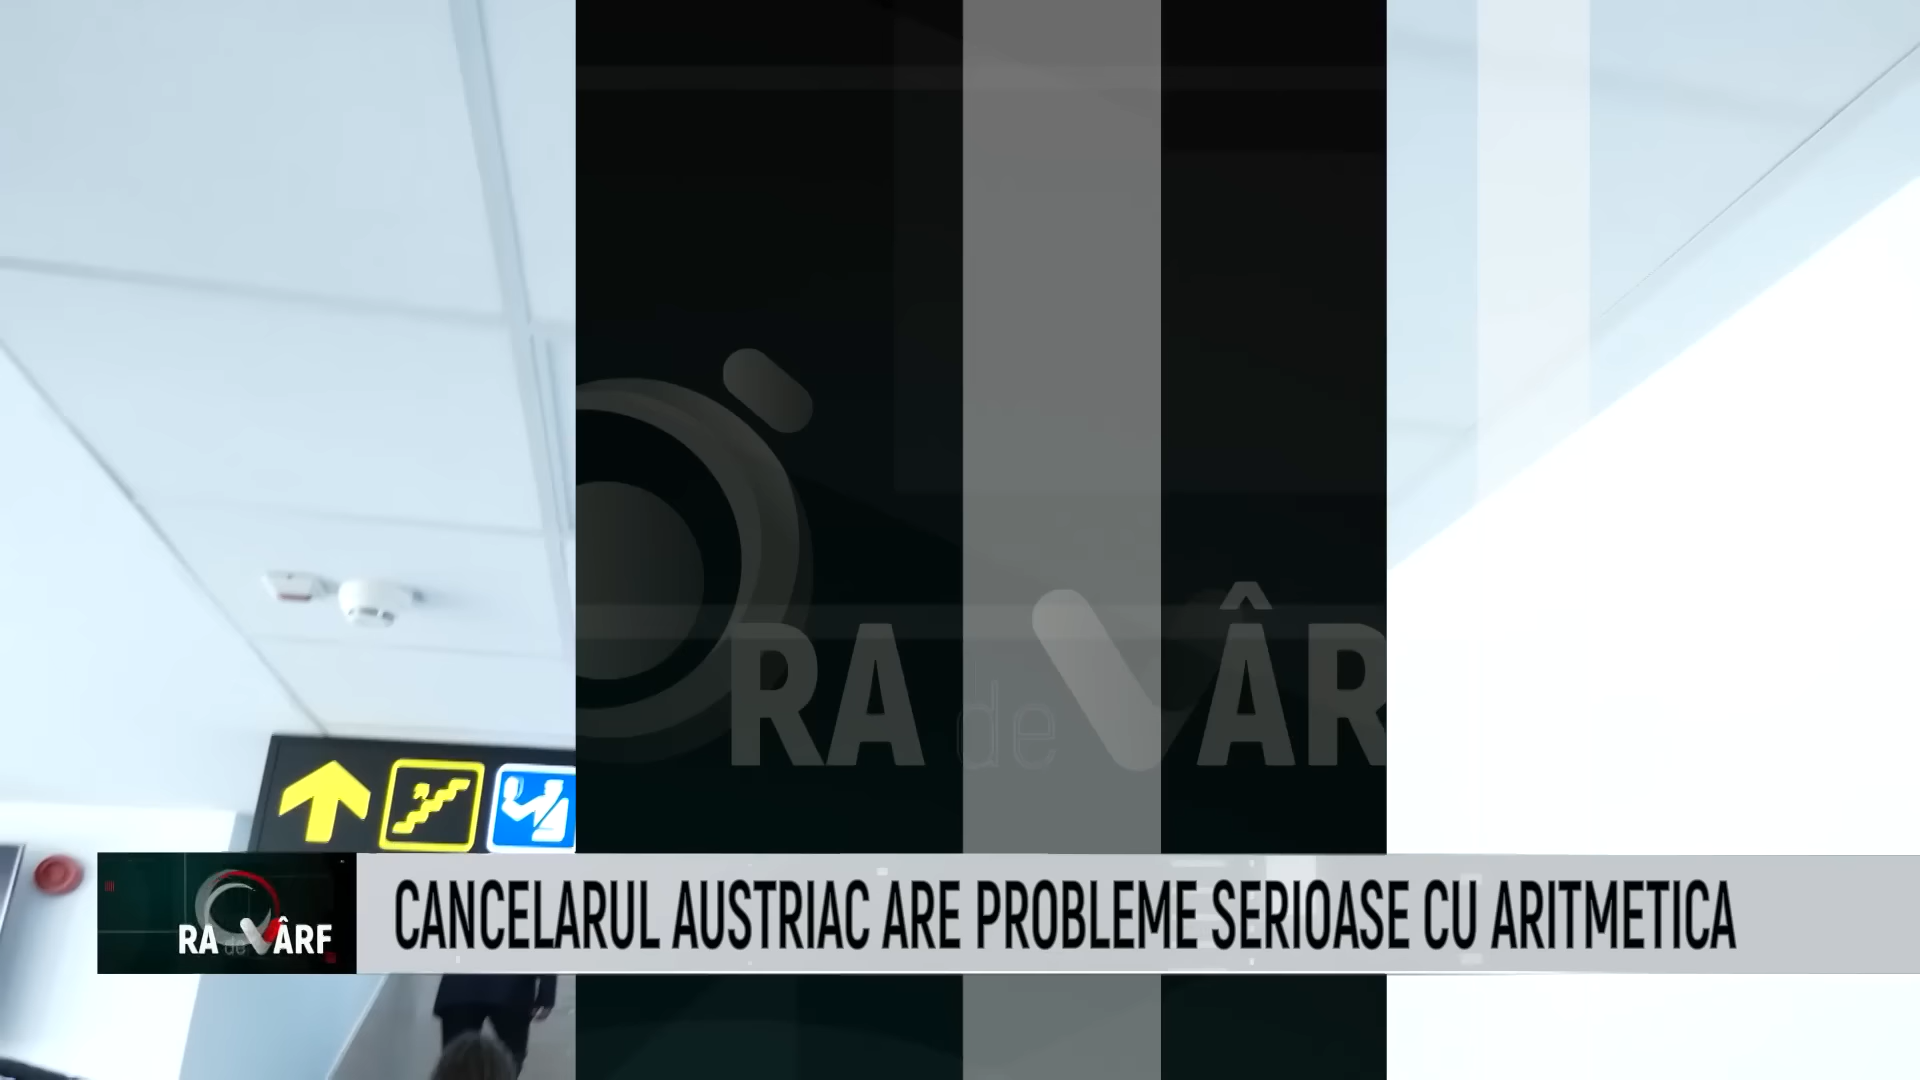 RA de VÂR
RA de VÂRF
CANCELARUL AUSTRIAC ARE PROBLEME SERIOASE CU ARITMETICA